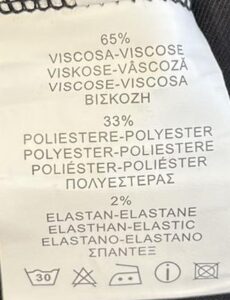 65%
VISCOSA-VISCOSE
VISKOSE-VÂSCOZĂ
VISCOSE-VISCOSA
ΒΙΣΚΟΖΗ
33%
POLIESTERE-POLYESTER
POLYESTER-POLYESTERE
POLIÉSTER-POLIÉSTER
ΠΟΛΥΕΣΤΕΡΑΣ
2%
ELASTAN-ELASTANE
ELASTHAN-ELASTIC
ELASTANO-ELASTANO
ΣΠΑΝΤΕΞ
30